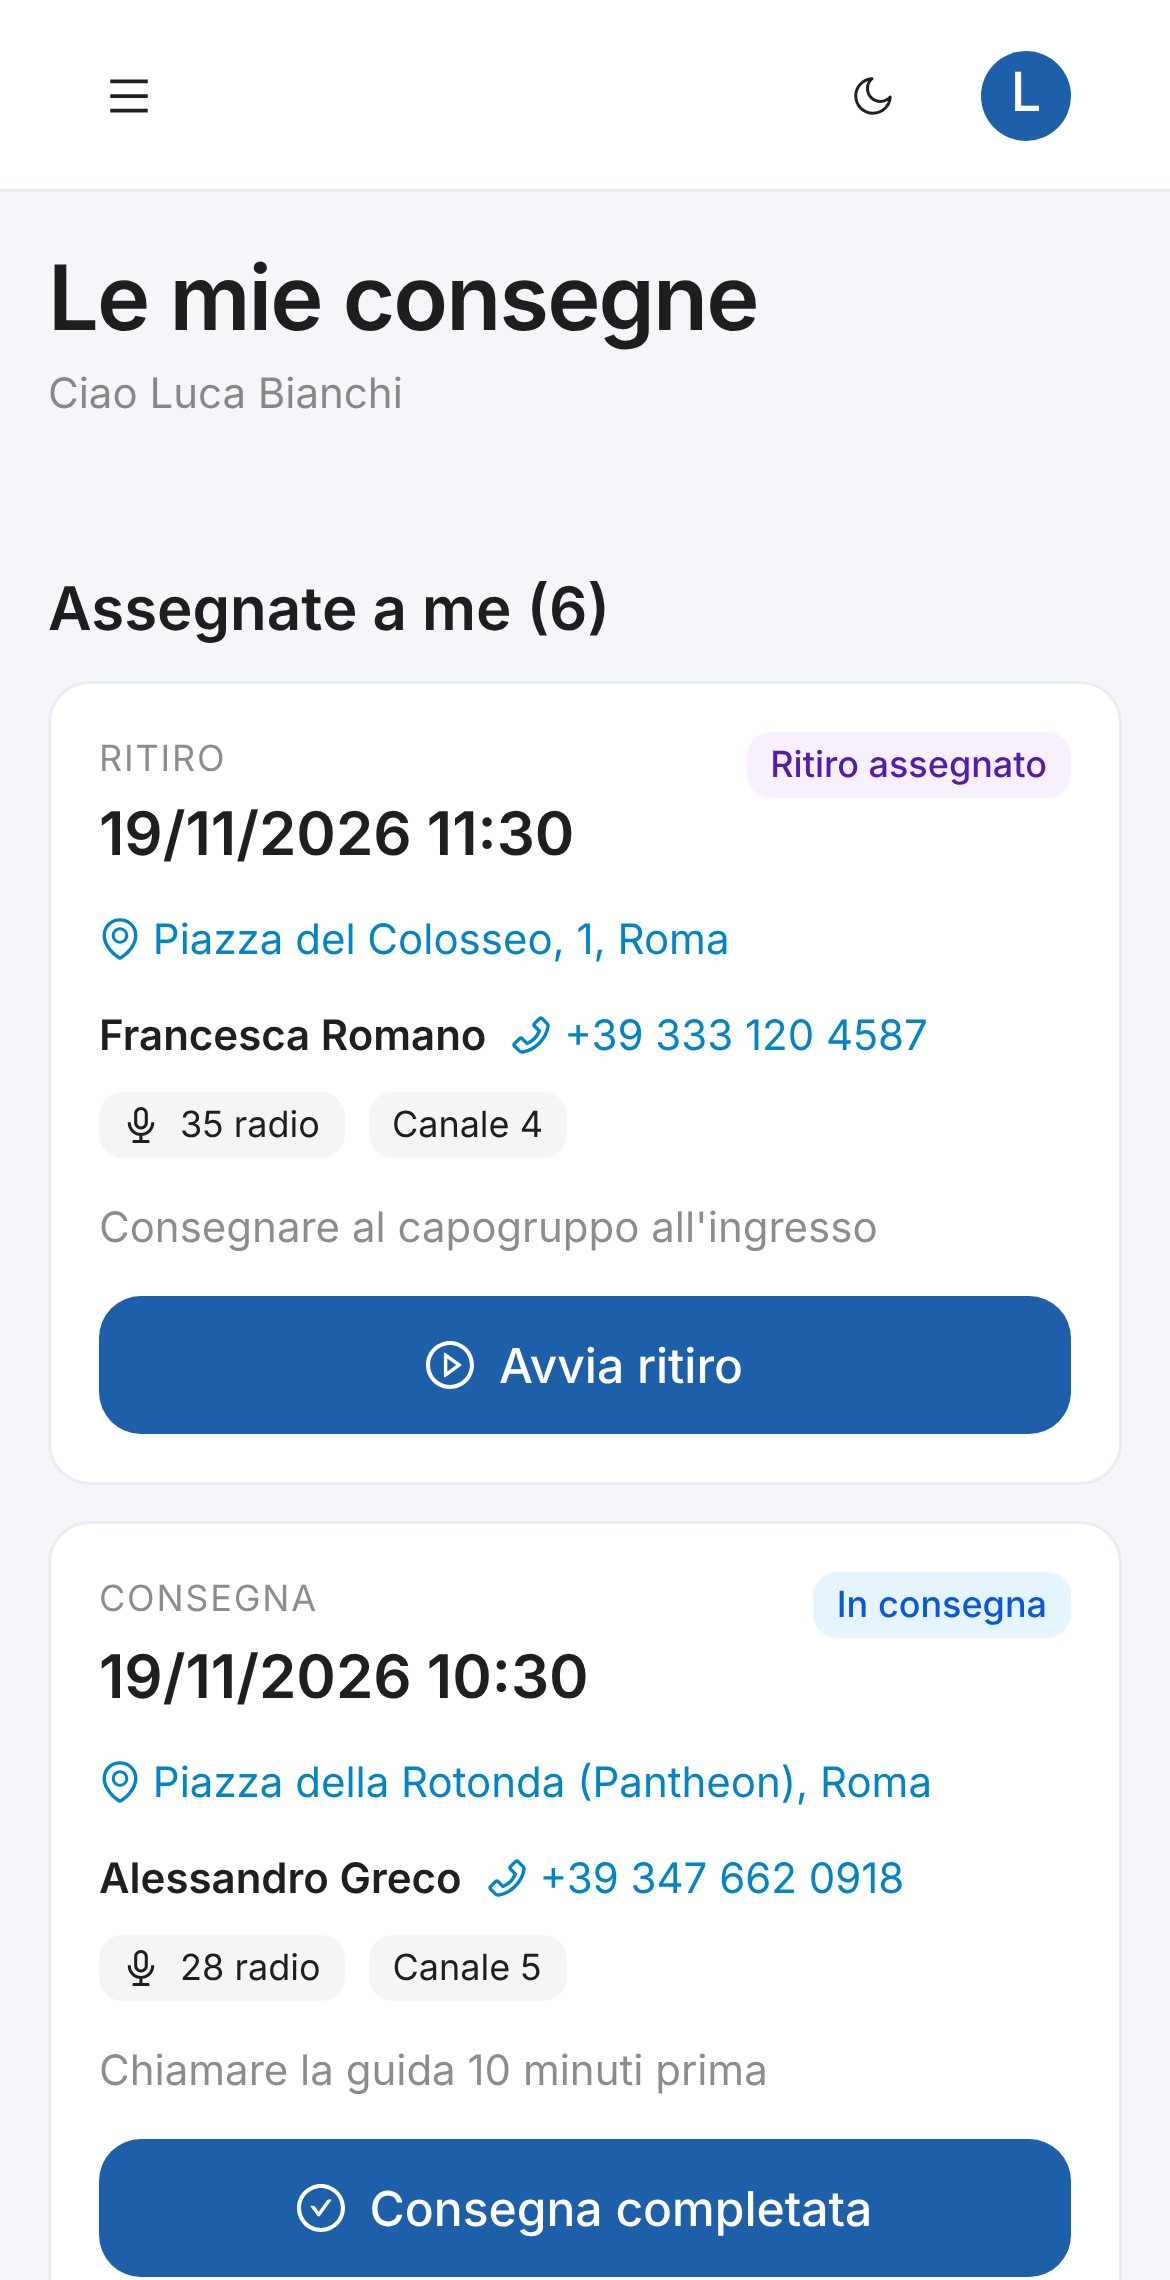 L
Le mie consegne
Ciao Luca Bianchi
Assegnate a me (6)
RITIRO
Ritiro assegnato
19/11/2026 11:30
Piazza del Colosseo, 1, Roma
Francesca Romano +39 333 120 4587
35 radio Canale 4
Consegnare al capogruppo all'ingresso
Avvia ritiro
CONSEGNA
In consegna
19/11/2026 10:30
Piazza della Rotonda (Pantheon), Roma
Alessandro Greco +39 347 662 0918
28 radio Canale 5
Chiamare la guida 10 minuti prima
Consegna completata